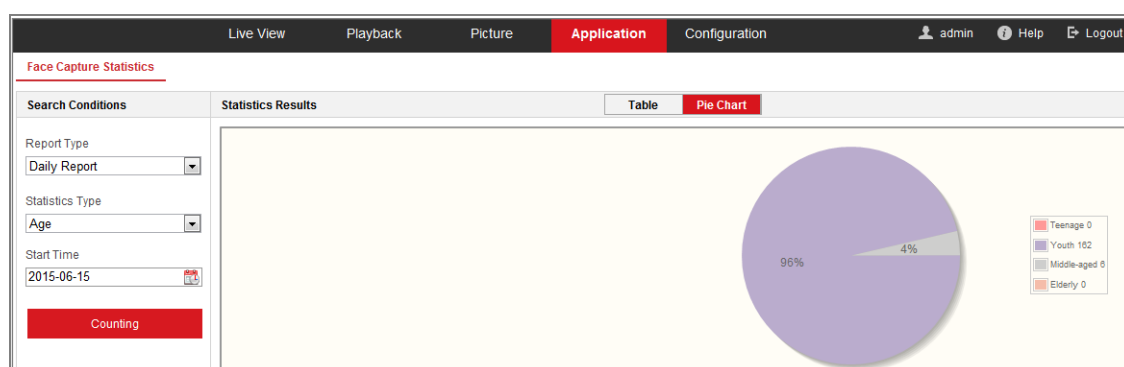 Live View Playback Picture Application Configuration admin Help Logout
Face Capture Statistics
Search Conditions
Statistics Results
Table Pie Chart
Report Type
Daily Report
Statistics Type
Age
Start Time
2015-06-15
Counting
96%
4%
Teenage 0
Youth 162
Middle-aged 6
Elderly 0